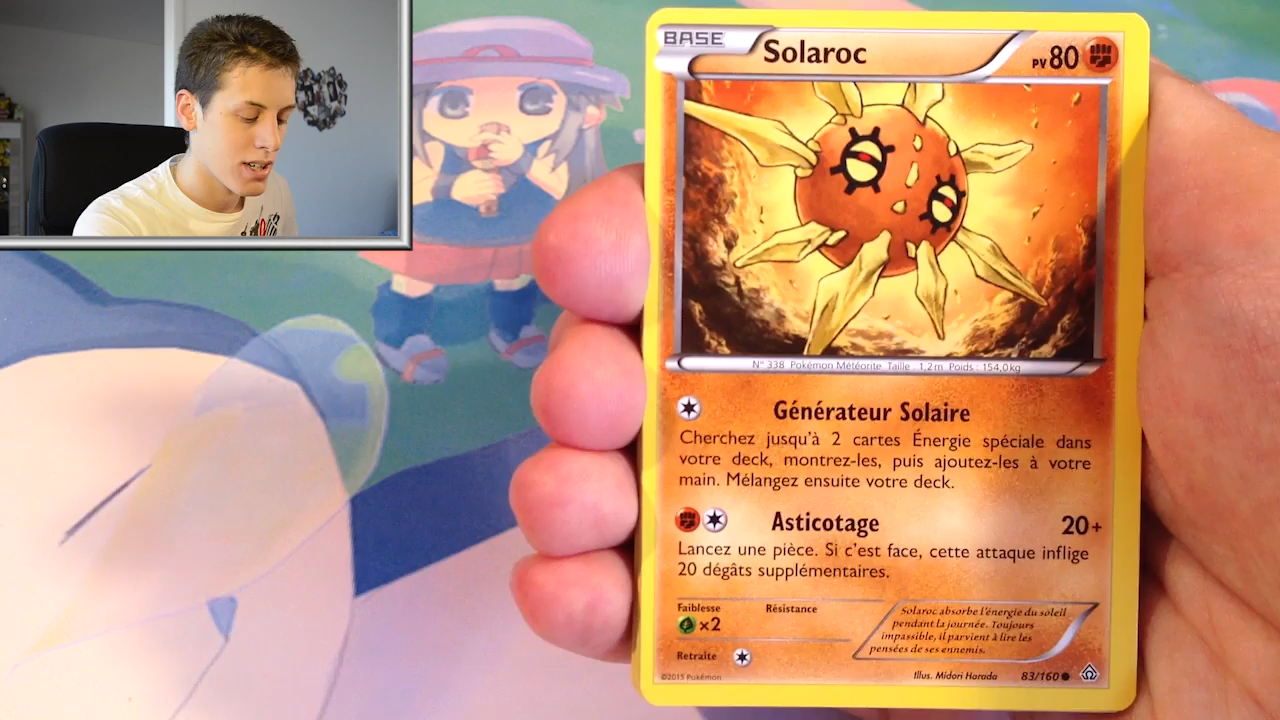 BASE
Solaroc
PV 80
N° 338 Pokémon Météorite Taille : 1,2 m Poids : 154,0 kg
Générateur Solaire
Cherchez jusqu'à 2 cartes Énergie spéciale dans
votre deck, montrez-les, puis ajoutez-les à votre
main. Mélangez ensuite votre deck.
Asticotage 20+
Lancez une pièce. Si c'est face, cette attaque inflige
20 dégâts supplémentaires.
Faiblesse Résistance
×2
Solaroc absorbe l'énergie du soleil
pendant la journée. Toujours
impassible, il parvient à lire les
pensées de ses ennemis.
Retraite
©2015 Pokémon
Illus. Midori Harada 83/160